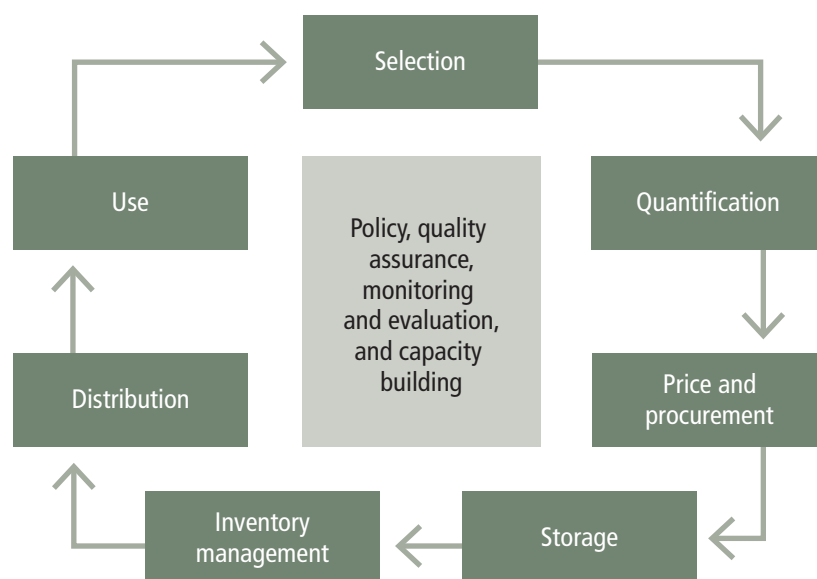 Selection
Use
Quantification
Policy, quality
assurance,
monitoring
and evaluation,
and capacity
building
Distribution
Price and
procurement
Inventory
management
Storage